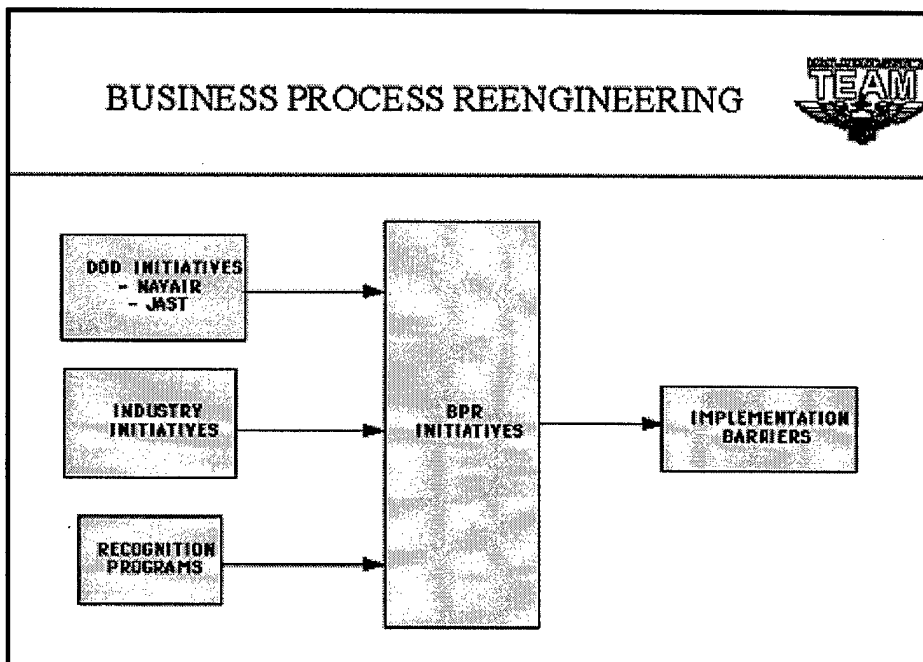 BUSINESS PROCESS REENGINEERING
TEAM
DOD INITIATIVES
- NAVAIR
- JAST
INDUSTRY
INITIATIVES
RECOGNITION
PROGRAMS
BPR
INITIATIVES
IMPLEMENTATION
BARRIERS